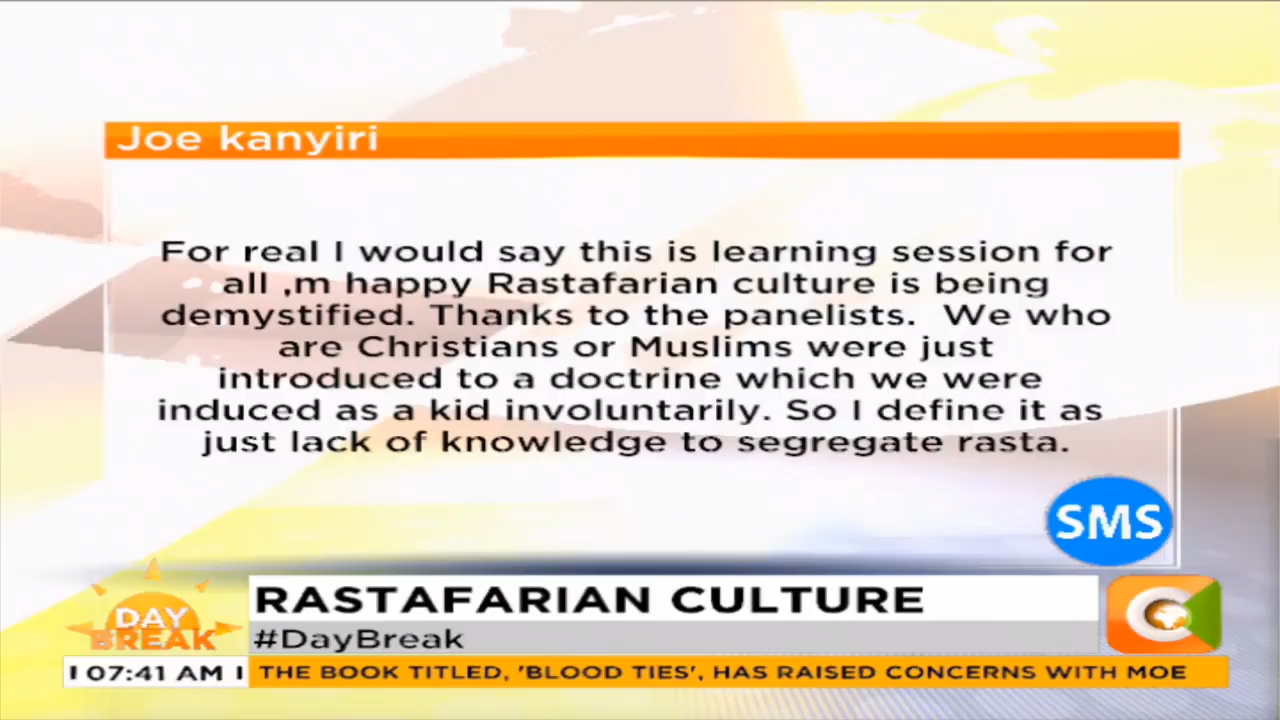 Joe kanyiri
For real I would say this is learning session for
all ,m happy Rastafarian culture is being
demystified. Thanks to the panelists.  We who
are Christians or Muslims were just
introduced to a doctrine which we were
induced as a kid involuntarily. So I define it as
just lack of knowledge to segregate rasta.
SMS
DAY
BREAK
RASTAFARIAN CULTURE
#DayBreak
07:41 AM
THE BOOK TITLED, 'BLOOD TIES', HAS RAISED CONCERNS WITH MOE